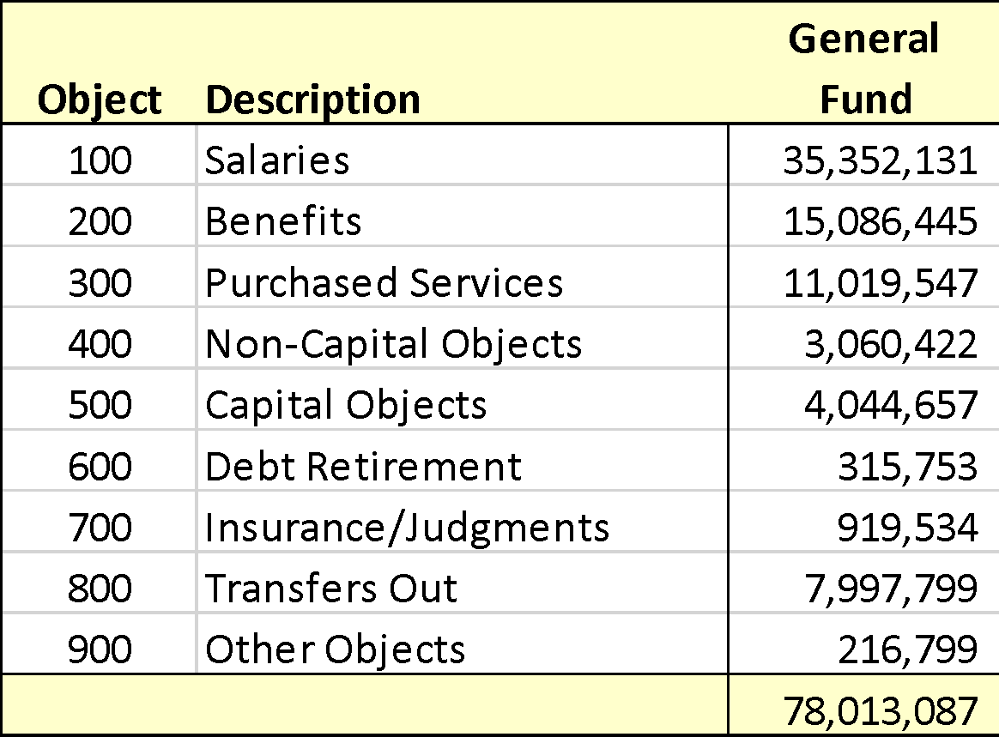 General
Object Description Fund
100 Salaries 35,352,131
200 Benefits 15,086,445
300 Purchased Services 11,019,547
400 Non-Capital Objects 3,060,422
500 Capital Objects 4,044,657
600 Debt Retirement 315,753
700 Insurance/Judgments 919,534
800 Transfers Out 7,997,799
900 Other Objects 216,799
78,013,087